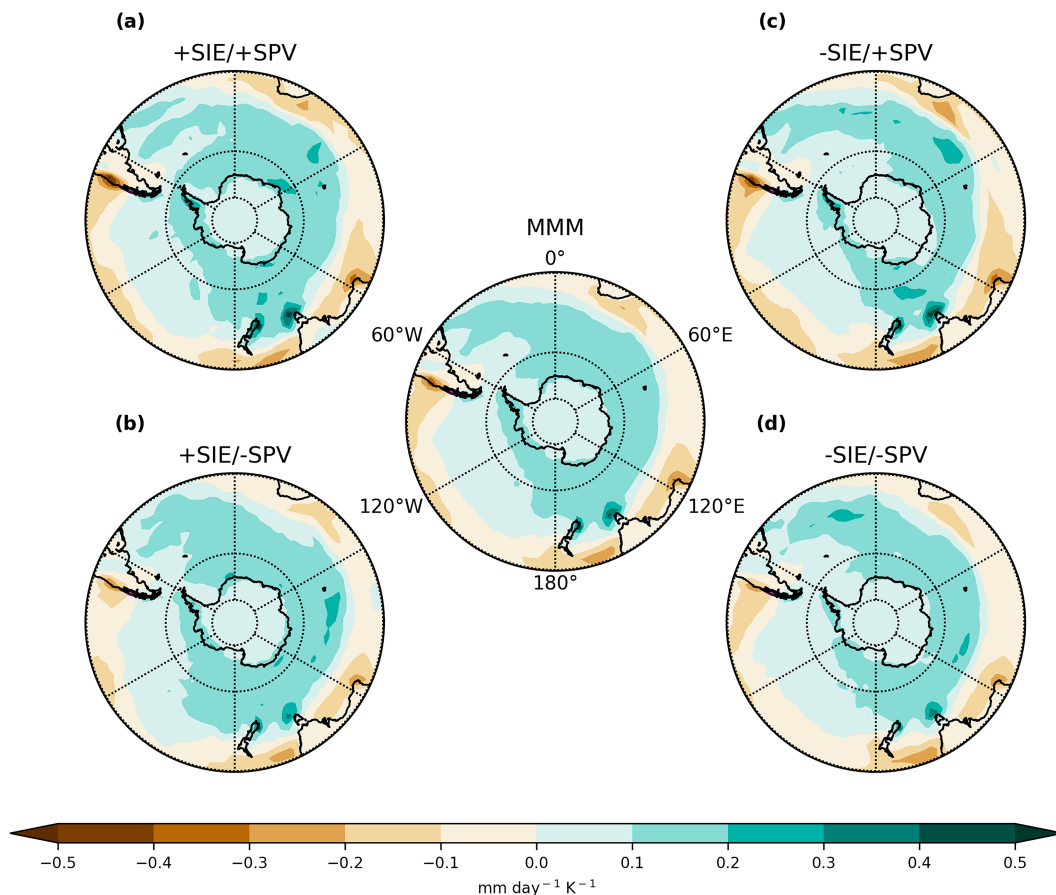 (a)
+SIE/+SPV
(c)
-SIE/+SPV
MMM
0°
60°W
60°E
120°W
120°E
180°
(b)
+SIE/-SPV
(d)
-SIE/-SPV
−0.5 −0.4 −0.3 −0.2 −0.1 0.0 0.1 0.2 0.3 0.4 0.5
mm day⁻¹ K⁻¹